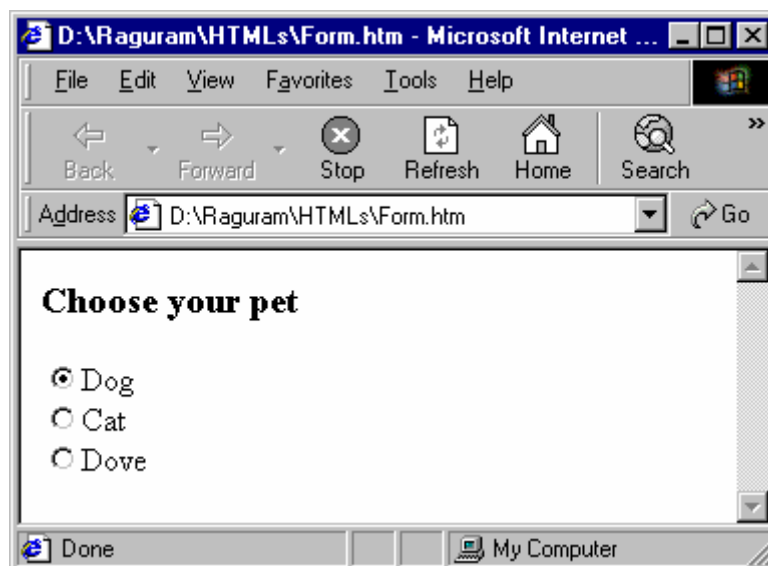 D:\Raguram\HTMLs\Form.htm - Microsoft Internet ...
File Edit View Favorites Tools Help
Back Forward Stop Refresh Home Search »
Address D:\Raguram\HTMLs\Form.htm Go
Choose your pet
Dog
Cat
Dove
Done My Computer